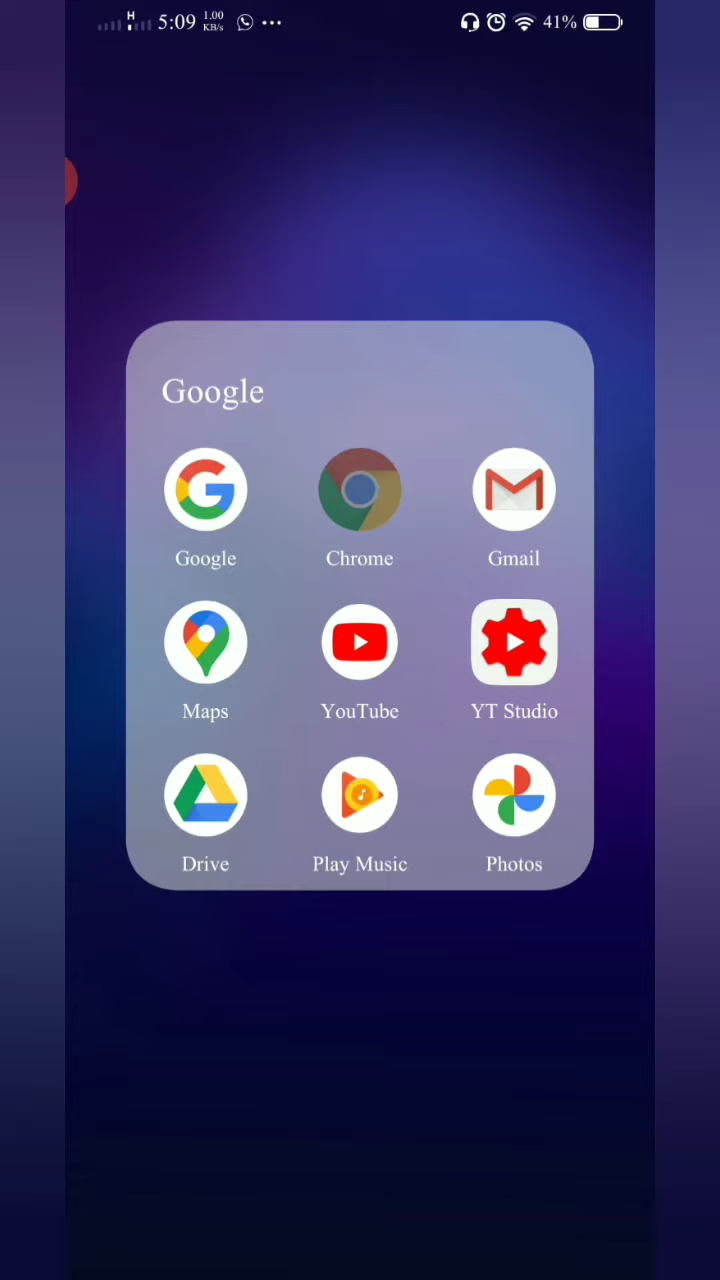 H 5:09 1.00 KB/s 41%
Google
Google Chrome Gmail
Maps YouTube YT Studio
Drive Play Music Photos